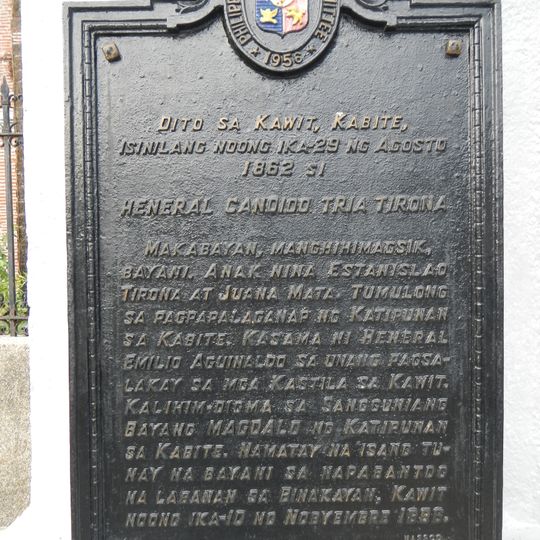 1956
DITO SA KAWIT, KABITE,
ISINILANG NOONG IKA-29 NG AGOSTO
1862 SI
HENERAL CANDIDO TRIA TIRONA
MAKABAYAN, MANGHIHIMAGSIK,
BAYANI. ANAK NINA ESTANYSLAO
TIRONA AT JUANA MATA. TUMULONG
SA PAGPAPALAGANAP NG KATIPUNAN
SA KABITE. KASAMA NI HENERAL
EMILIO AGUINALDO SA UNANG PAGSA-
LAKAY SA MGA KASTILA SA KAWIT.
KALIHIM-DIGMA SA SANGGUNIANG
BAYANG MAGDALO NG KATIPUNAN
SA KABITE. NAMATAY NA ISANG TU-
NAY NA BAYANI SA NAPABANTOG
NA LABANAN SA BINAKAYAN, KAWIT
NOONG IKA-10 NG NOBYEMBRE 1896.